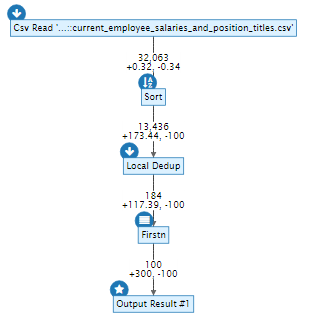 Csv Read '...::current_employee_salaries_and_position_titles.csv'
32,063
+0.32, -0.34
Sort
13,436
+173.44, -100
Local Dedup
184
+117.39, -100
Firstn
100
+300, -100
Output Result #1